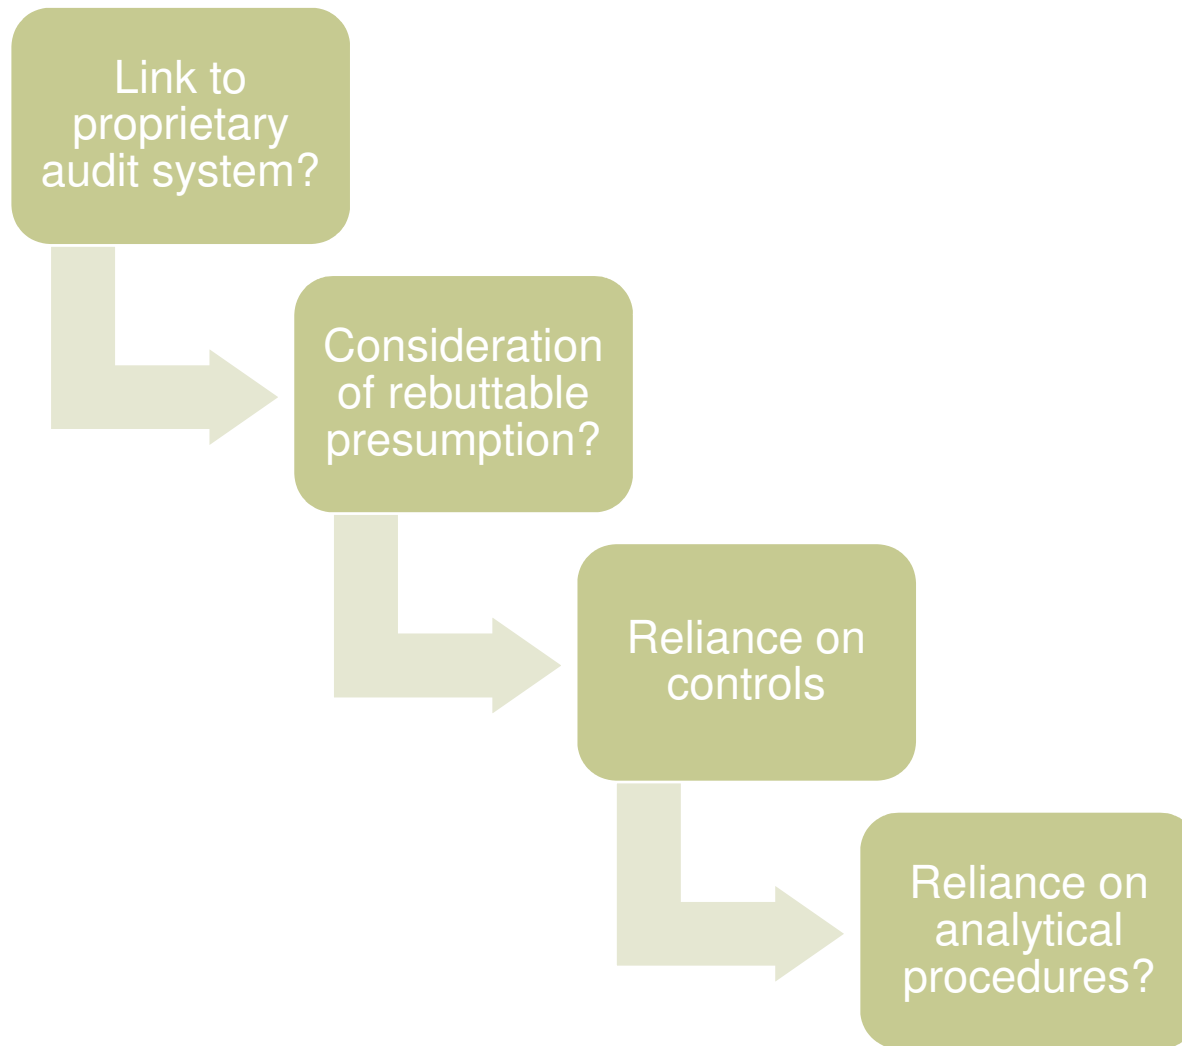 Link to
proprietary
audit system?
Consideration
of rebuttable
presumption?
Reliance on
controls
Reliance on
analytical
procedures?